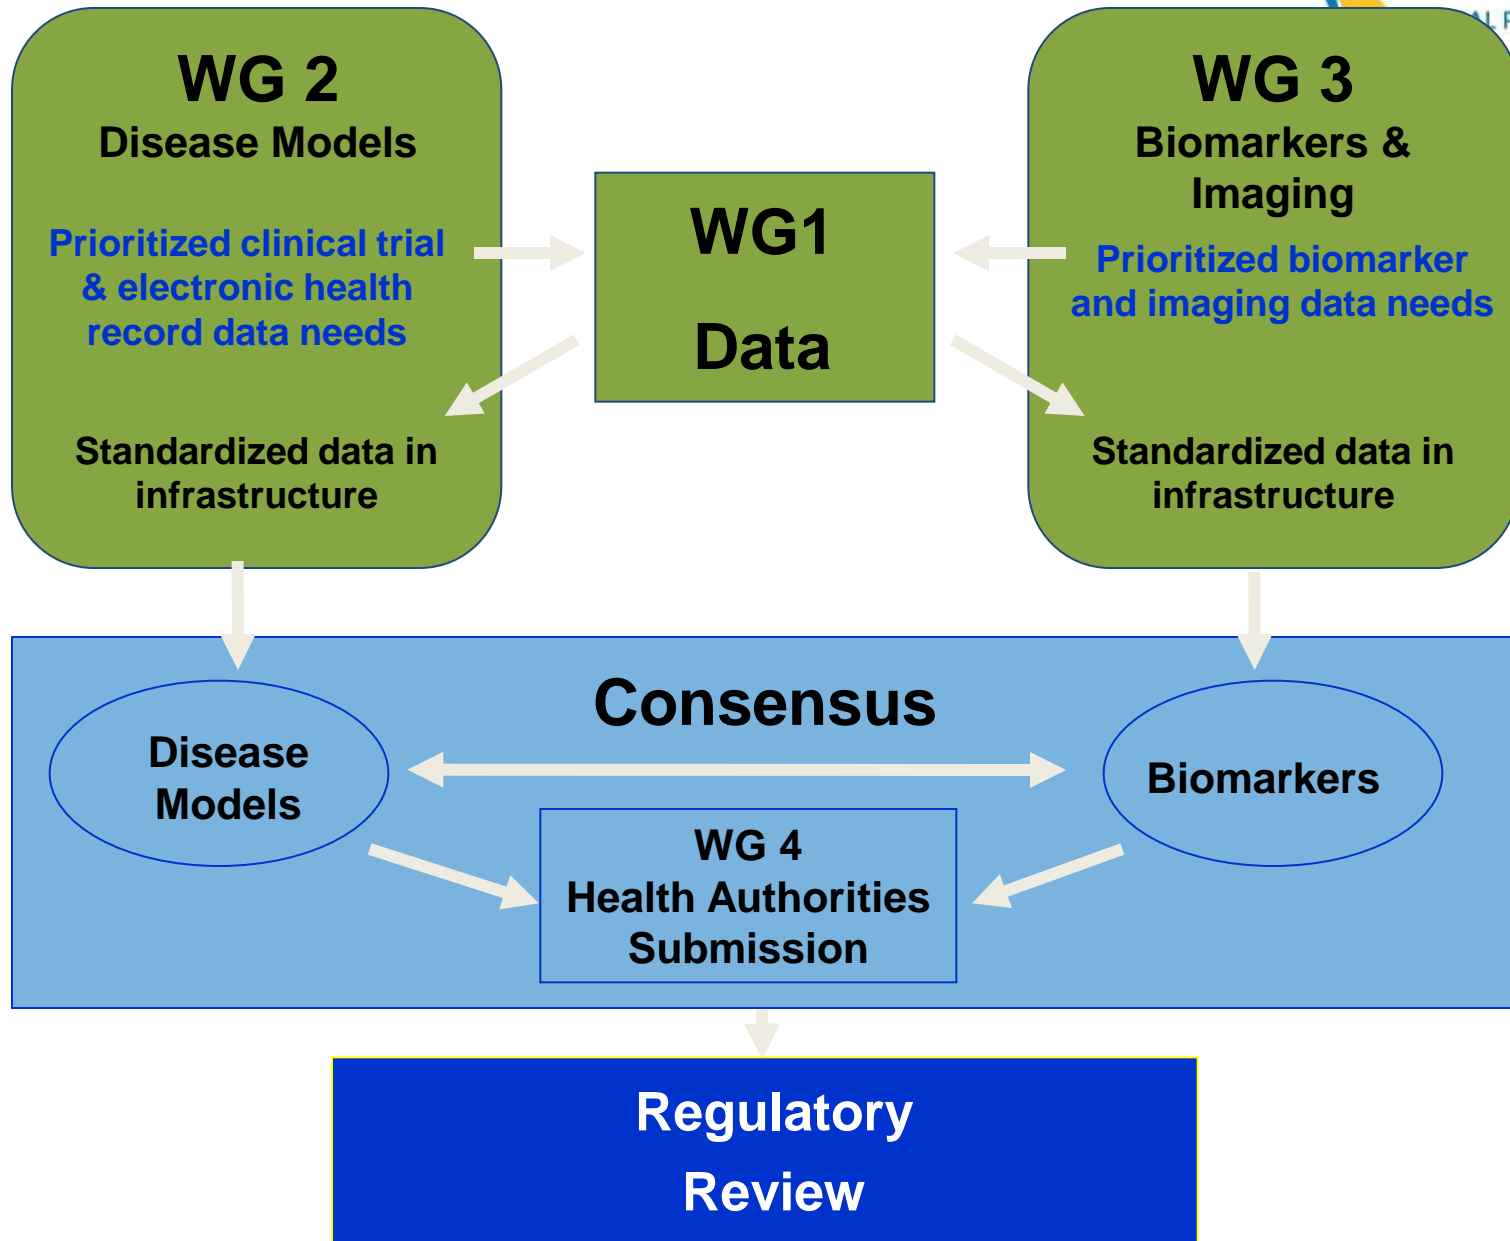 WG 2
Disease Models
Prioritized clinical trial
& electronic health
record data needs
Standardized data in
infrastructure
WG1
Data
WG 3
Biomarkers &
Imaging
Prioritized biomarker
and imaging data needs
Standardized data in
infrastructure
Consensus
Disease
Models
Biomarkers
WG 4
Health Authorities
Submission
Regulatory
Review